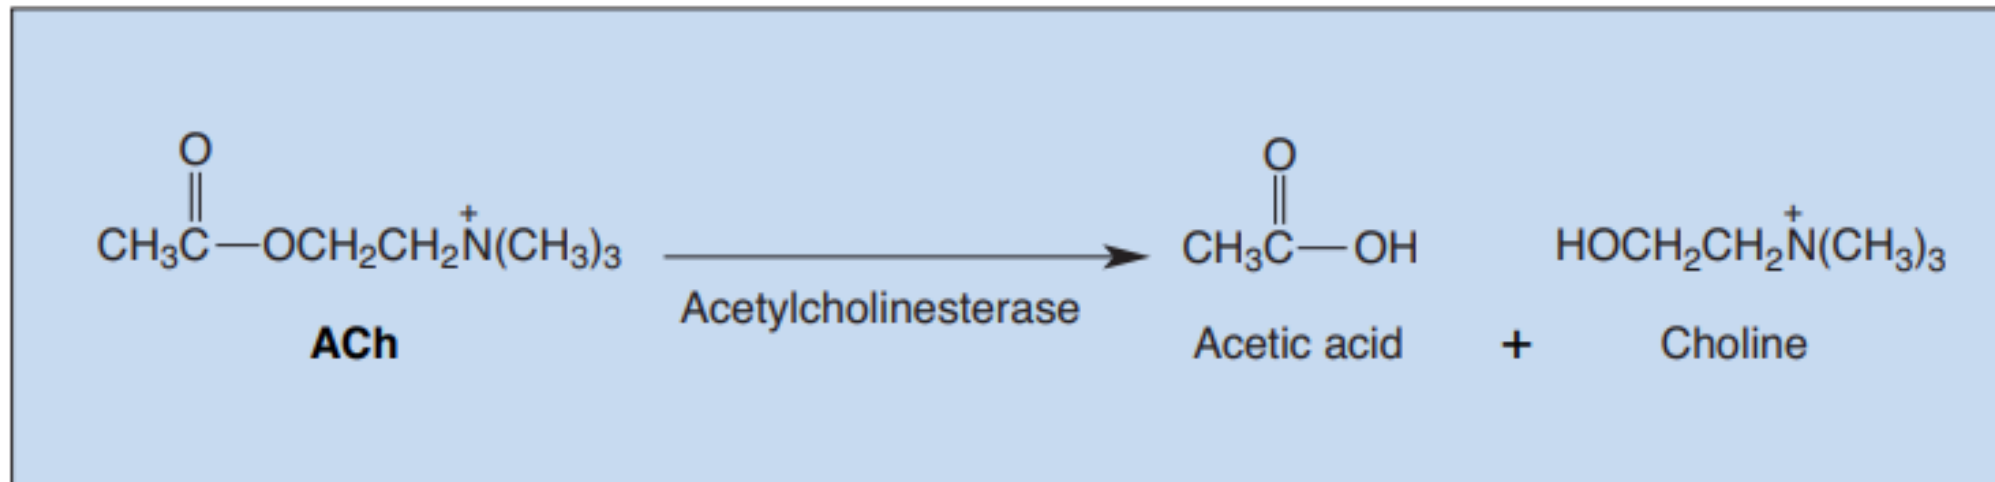 O
CH₃C—OCH₂CH₂N⁺(CH₃)₃
Acetylcholinesterase
O
CH₃C—OH
HOCH₂CH₂N⁺(CH₃)₃
ACh
Acetic acid + Choline